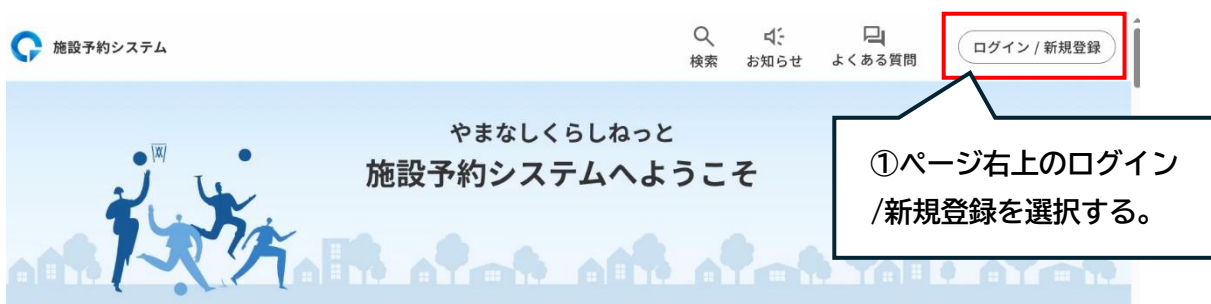 施設予約システム
検索
お知らせ
よくある質問
ログイン / 新規登録
やまなしくらしねっと
施設予約システムへようこそ
①ページ右上のログイン
/新規登録を選択する。